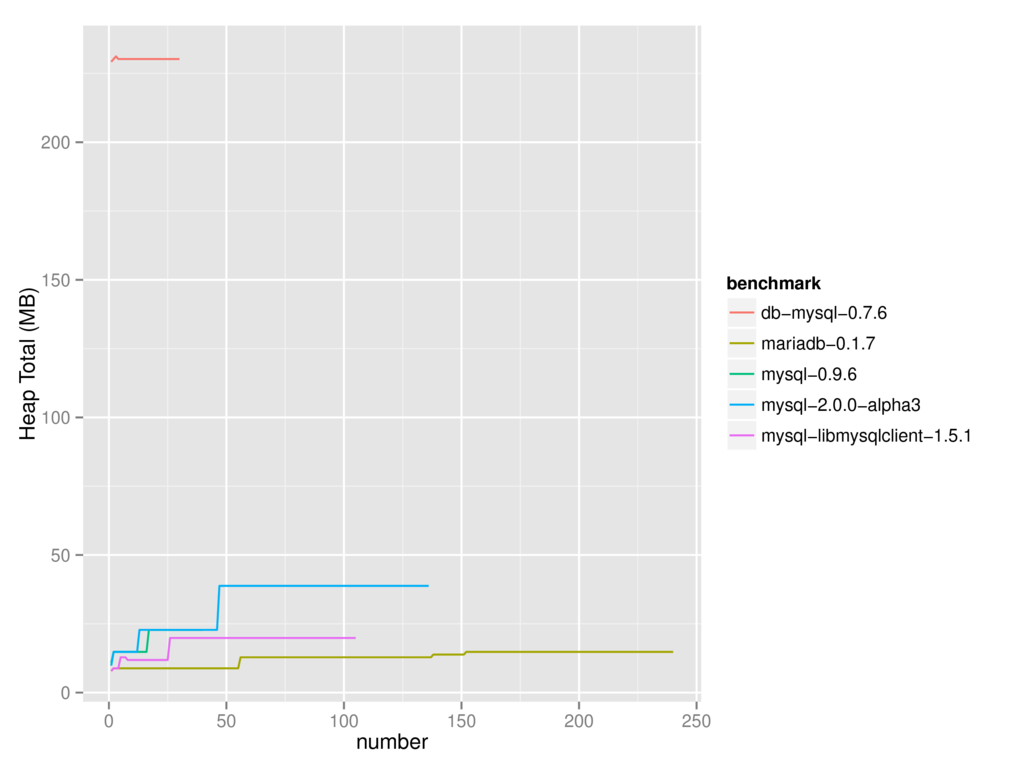 200
150
100
50
0
Heap Total (MB)
0 50 100 150 200 250
number
benchmark
db−mysql−0.7.6
mariadb−0.1.7
mysql−0.9.6
mysql−2.0.0−alpha3
mysql−libmysqlclient−1.5.1